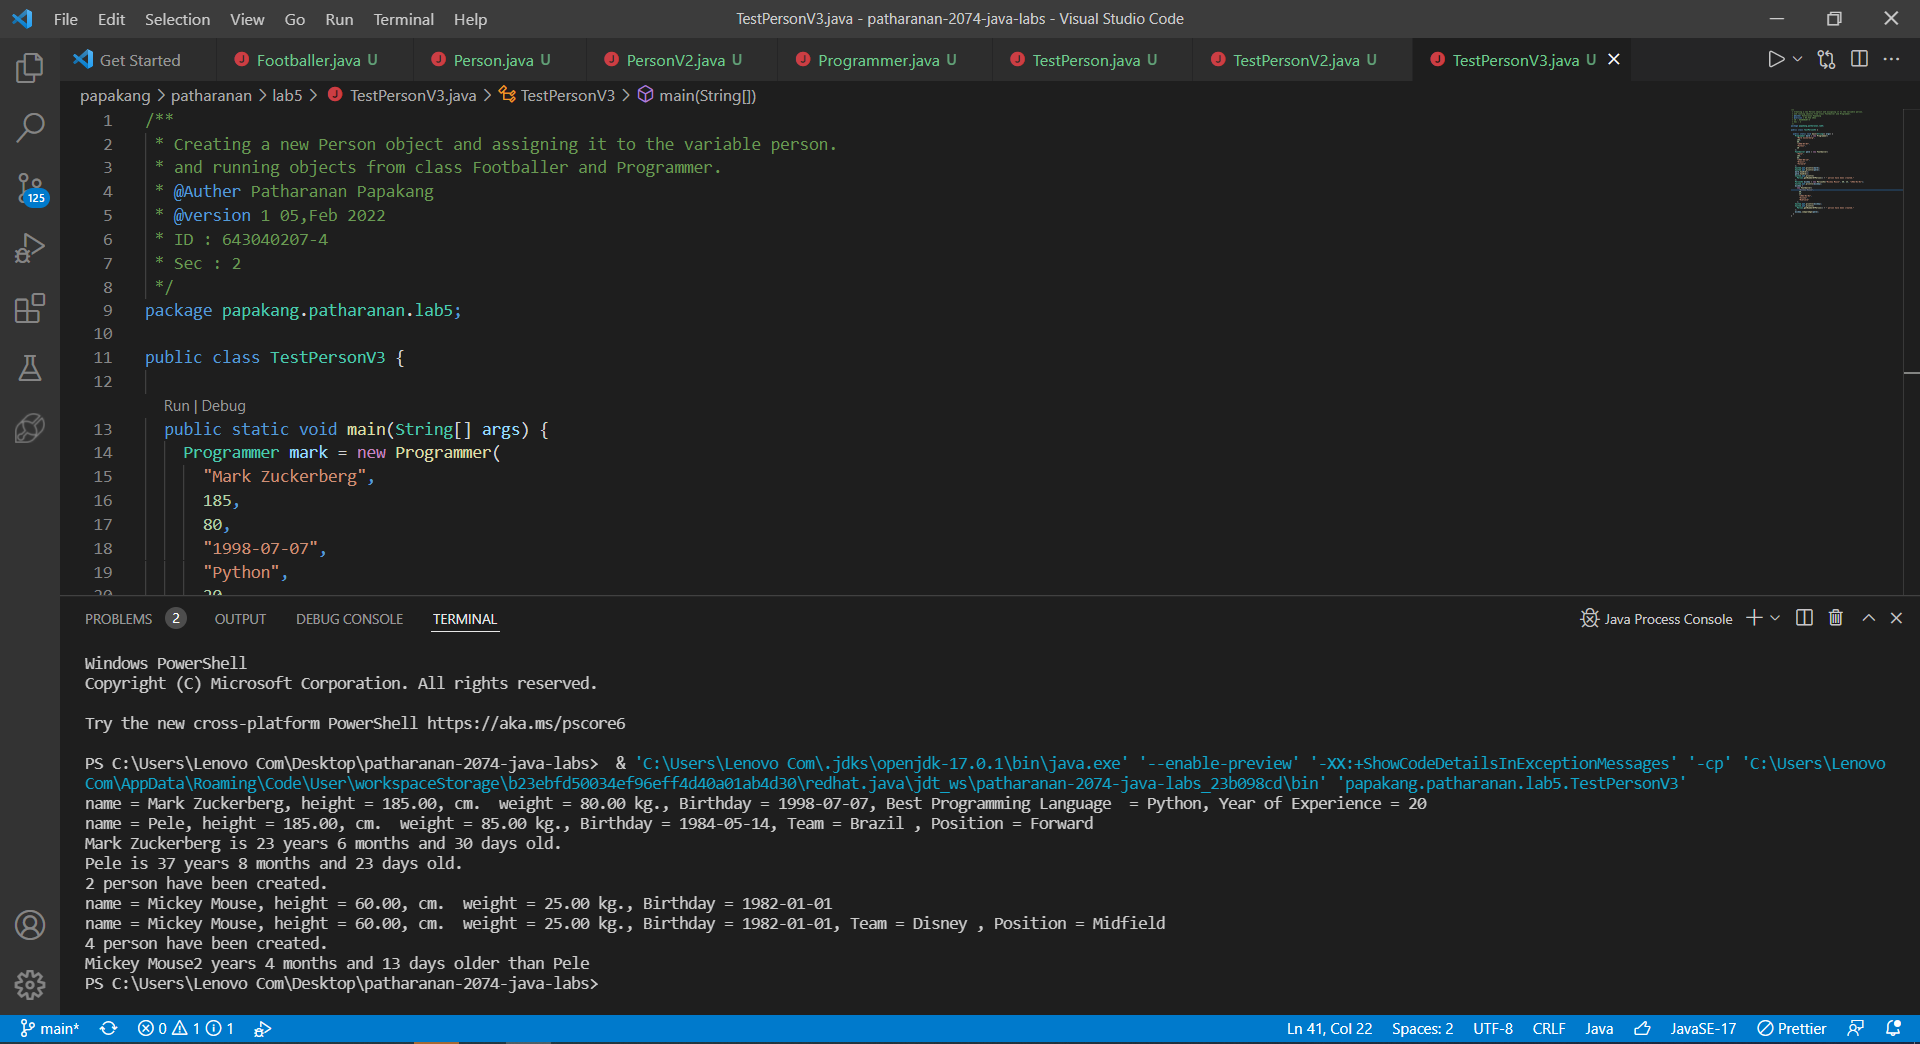 File Edit Selection View Go Run Terminal Help TestPersonV3.java - patharanan-2074-java-labs - Visual Studio Code
Get Started J Footballer.java U J Person.java U J PersonV2.java U J Programmer.java U J TestPerson.java U J TestPersonV2.java U J TestPersonV3.java U
papakang > patharanan > lab5 > J TestPersonV3.java > TestPersonV3 > main(String[])
1 /**
2 * Creating a new Person object and assigning it to the variable person.
3 * and running objects from class Footballer and Programmer.
4 * @Auther Patharanan Papakang
5 * @version 1 05,Feb 2022
6 * ID : 643040207-4
7 * Sec : 2
8 */
9 package papakang.patharanan.lab5;
10
11 public class TestPersonV3 {
12
Run | Debug
13 public static void main(String[] args) {
14 Programmer mark = new Programmer(
15 "Mark Zuckerberg",
16 185,
17 80,
18 "1998-07-07",
19 "Python",
20 20,
125
PROBLEMS 2 OUTPUT DEBUG CONSOLE TERMINAL Java Process Console
Windows PowerShell
Copyright (C) Microsoft Corporation. All rights reserved.
Try the new cross-platform PowerShell https://aka.ms/pscore6
PS C:\Users\Lenovo Com\Desktop\patharanan-2074-java-labs> & 'C:\Users\Lenovo Com\.jdks\openjdk-17.0.1\bin\java.exe' '--enable-preview' '-XX:+ShowCodeDetailsInExceptionMessages' '-cp' 'C:\Users\Lenovo
Com\AppData\Roaming\Code\User\workspaceStorage\b23ebfd50034ef96eff4d40a01ab4d30\redhat.java\jdt_ws\patharanan-2074-java-labs_23b098cd\bin' 'papakang.patharanan.lab5.TestPersonV3'
name = Mark Zuckerberg, height = 185.00, cm.  weight = 80.00 kg., Birthday = 1998-07-07, Best Programming Language  = Python, Year of Experience = 20
name = Pele, height = 185.00, cm.  weight = 85.00 kg., Birthday = 1984-05-14, Team = Brazil , Position = Forward
Mark Zuckerberg is 23 years 6 months and 30 days old.
Pele is 37 years 8 months and 23 days old.
2 person have been created.
name = Mickey Mouse, height = 60.00, cm.  weight = 25.00 kg., Birthday = 1982-01-01
name = Mickey Mouse, height = 60.00, cm.  weight = 25.00 kg., Birthday = 1982-01-01, Team = Disney , Position = Midfield
4 person have been created.
Mickey Mouse2 years 4 months and 13 days older than Pele
PS C:\Users\Lenovo Com\Desktop\patharanan-2074-java-labs>
main* 0 1 1 Ln 41, Col 22 Spaces: 2 UTF-8 CRLF Java JavaSE-17 Prettier